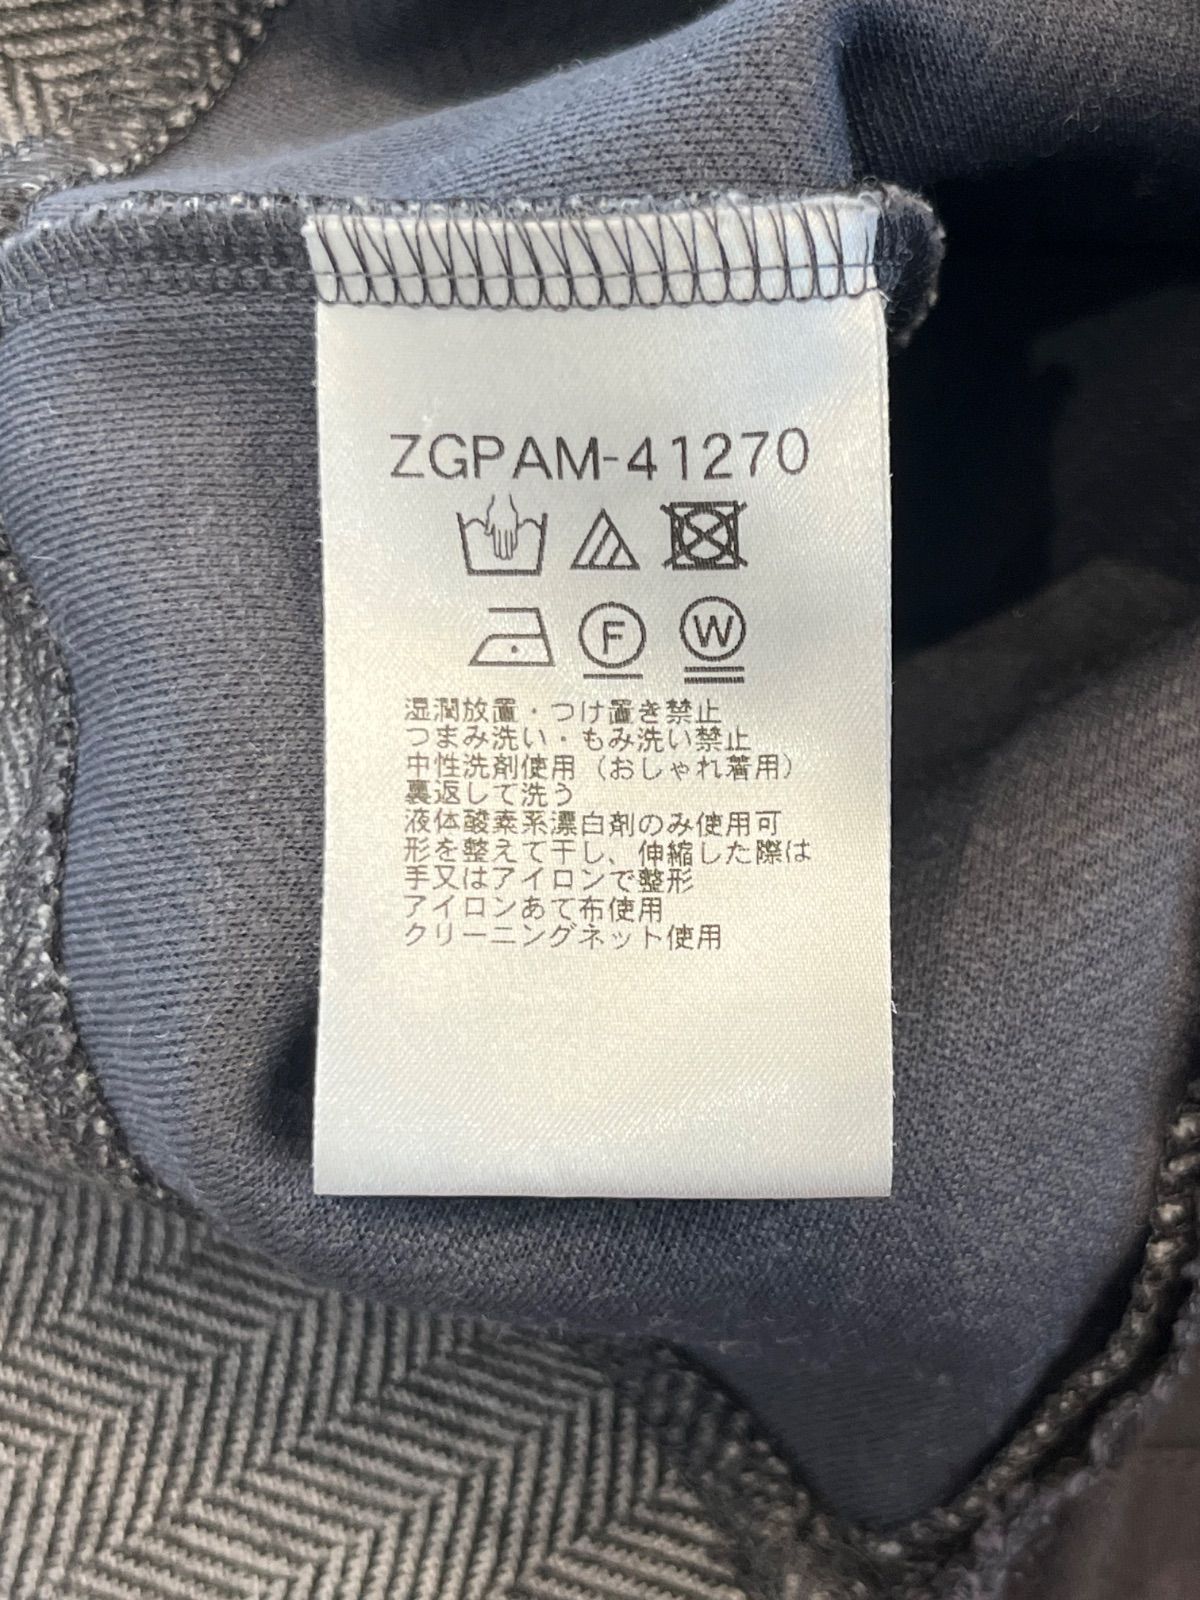 ZGPAM-41270
F W
湿潤放置・つけ置き禁止
つまみ洗い・もみ洗い禁止
中性洗剤使用（おしゃれ着用）
裏返して洗う
液体酸素系漂白剤のみ使用可
形を整えて干し、伸縮した際は
手又はアイロンで整形
アイロンあて布使用
クリーニングネット使用